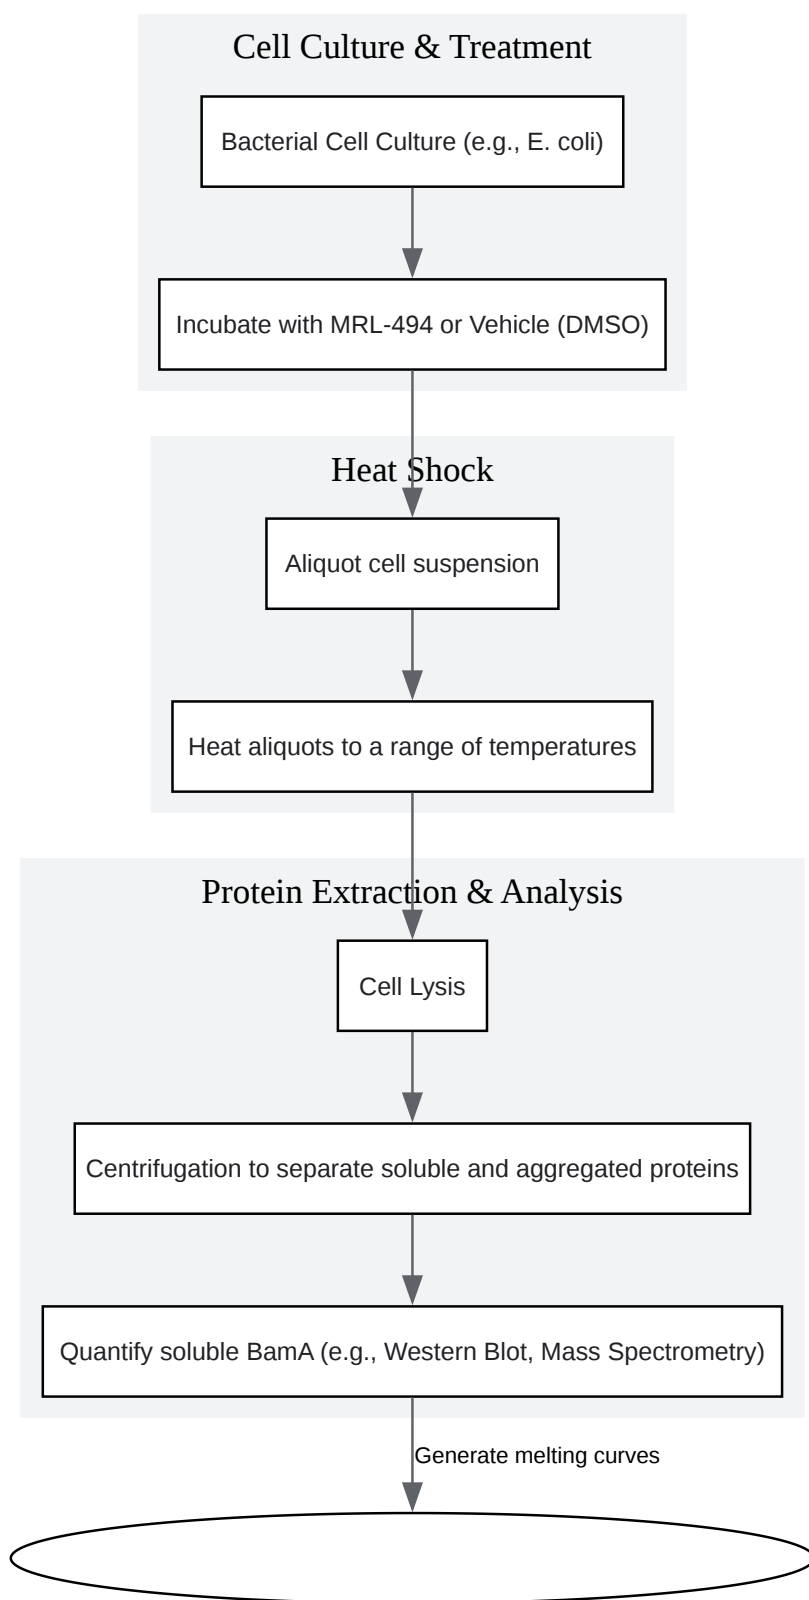 Cell Culture & Treatment
Bacterial Cell Culture (e.g., E. coli)
Incubate with MRL-494 or Vehicle (DMSO)
Heat Shock
Aliquot cell suspension
Heat aliquots to a range of temperatures
Protein Extraction & Analysis
Cell Lysis
Centrifugation to separate soluble and aggregated proteins
Quantify soluble BamA (e.g., Western Blot, Mass Spectrometry)
Generate melting curves